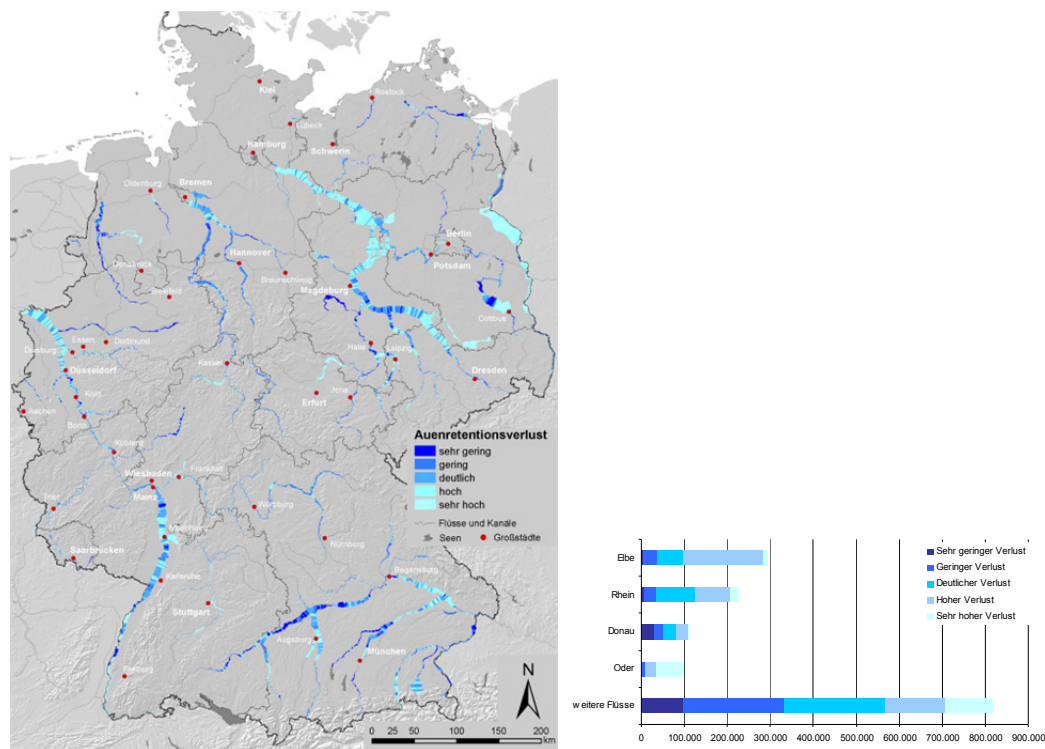 Kiel
Rostock
Lübeck
Hamburg
Schwerin
Oldenburg
Bremen
Berlin
Hannover
Potsdam
Osnabrück
Braunschweig
Magdeburg
Bielefeld
Cottbus
Essen
Dortmund
Duisburg
Halle
Leipzig
Kassel
Düsseldorf
Dresden
Köln
Erfurt
Jena
Aachen
Bonn
Koblenz
Auenretentionsverlust
sehr gering
gering
deutlich
hoch
sehr hoch
Flüsse und Kanäle
Seen
Großstädte
Frankfurt
Wiesbaden
Mainz
Trier
Würzburg
Mannheim
Nürnberg
Saarbrücken
Regensburg
Karlsruhe
Stuttgart
Augsburg
München
Freiburg
N
0 50 100 150 200
km
Elbe
Rhein
Donau
Oder
weitere Flüsse
Sehr geringer Verlust
Geringer Verlust
Deutlicher Verlust
Hoher Verlust
Sehr hoher Verlust
0 100.000 200.000 300.000 400.000 500.000 600.000 700.000 800.000 900.000